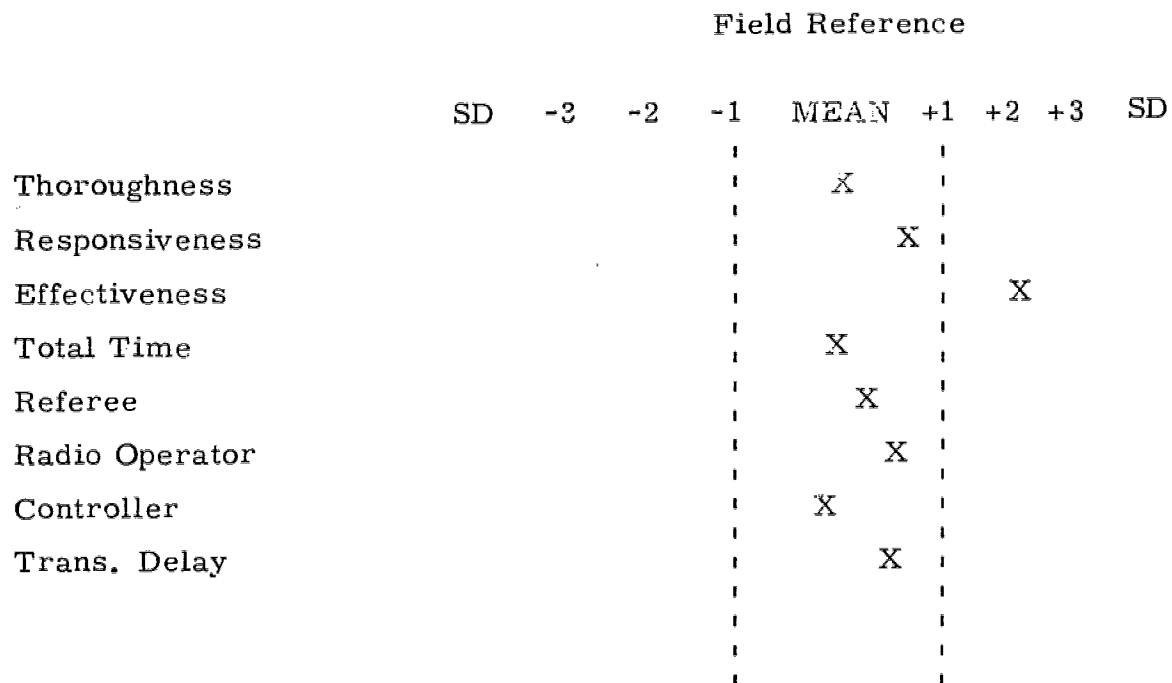 Field Reference
SD -3 -2 -1 MEAN +1 +2 +3 SD
Thoroughness X
Responsiveness X
Effectiveness X
Total Time X
Referee X
Radio Operator X
Controller X
Trans. Delay X